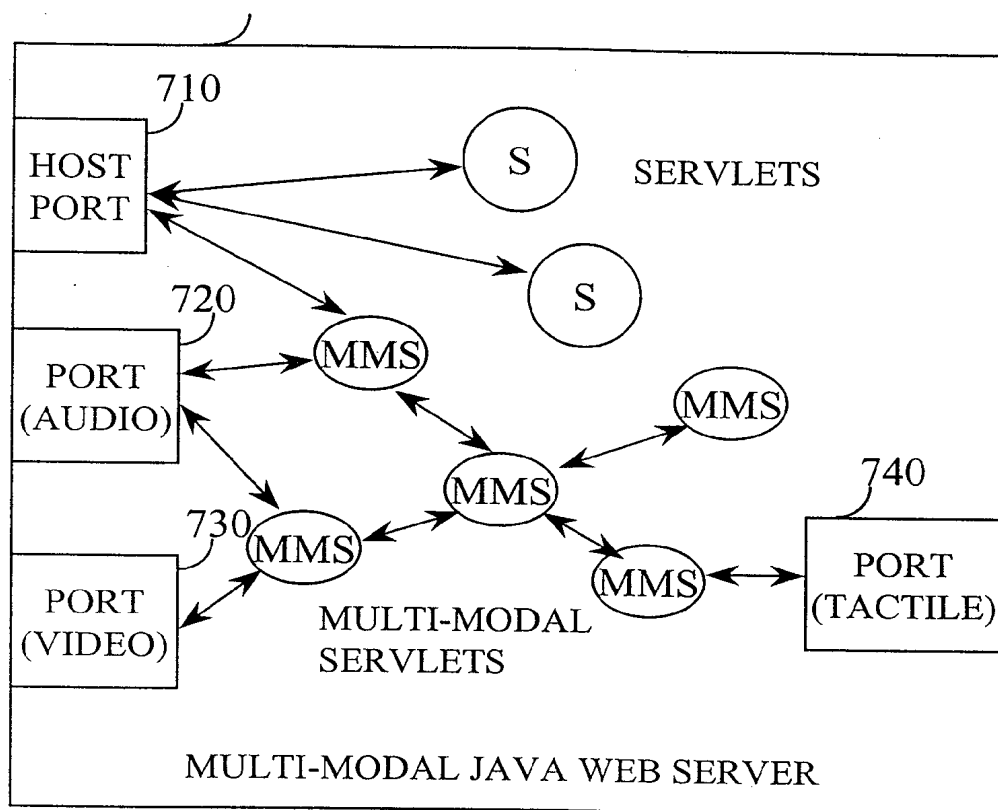 710
HOST
PORT
S
SERVLETS
S
720
PORT
(AUDIO)
MMS
MMS
MMS
740
730
MMS
PORT
(VIDEO)
MMS
PORT
(TACTILE)
MULTI-MODAL
SERVLETS
MULTI-MODAL JAVA WEB SERVER